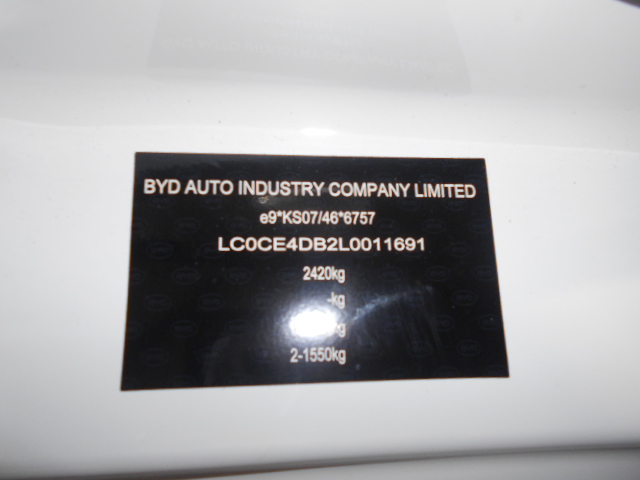 BYD AUTO INDUSTRY COMPANY LIMITED
e9*KS07/46*6757
LC0CE4DB2L0011691
2420kg
-kg
2-1550kg